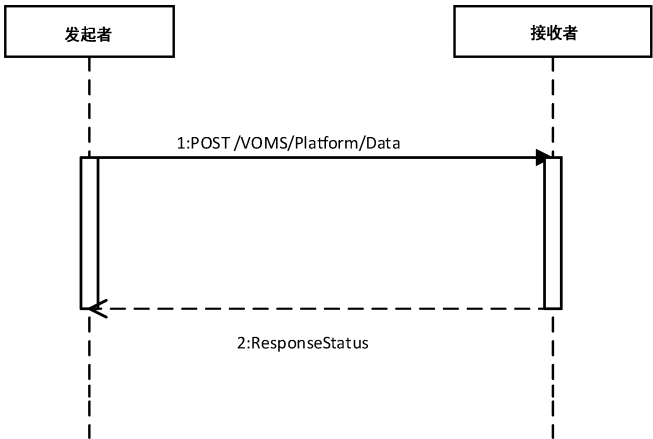 发起者
接收者
1:POST /VOMS/Platform/Data
2:ResponseStatus